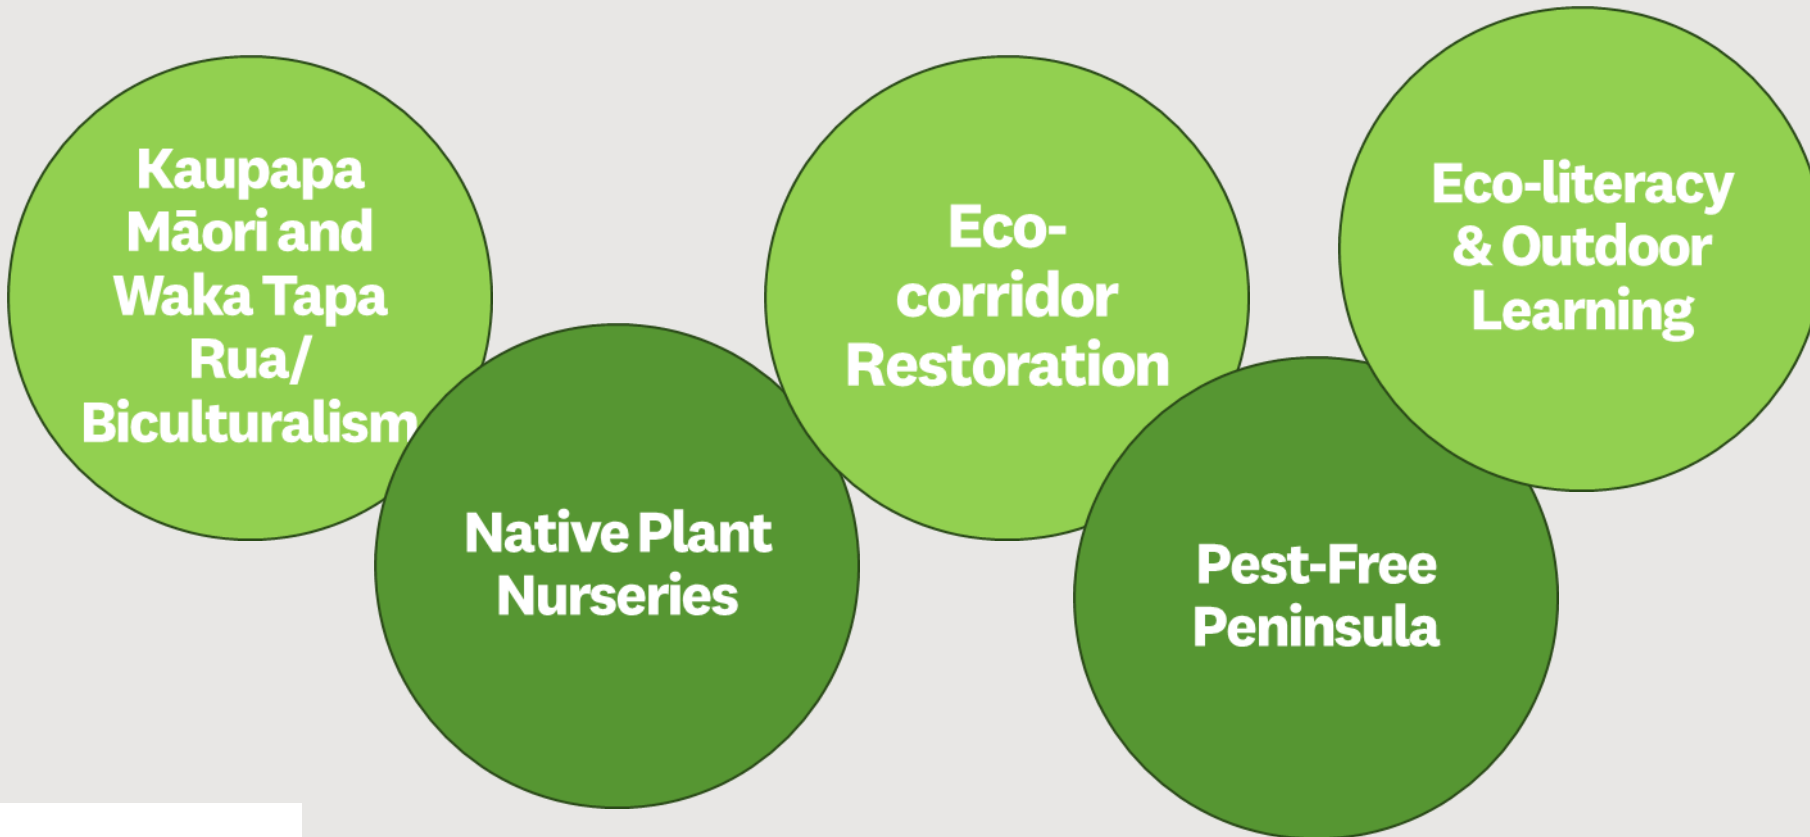 Kaupapa
Māori and
Waka Tapa
Rua/
Biculturalism
Native Plant
Nurseries
Eco-
corridor
Restoration
Pest-Free
Peninsula
Eco-literacy
& Outdoor
Learning